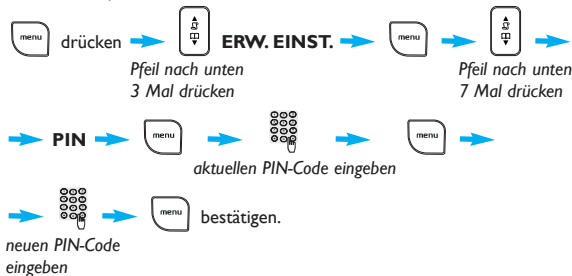 menu drücken ERW. EINST. menu
Pfeil nach unten Pfeil nach unten
3 Mal drücken 7 Mal drücken
PIN menu menu
aktuellen PIN-Code eingeben
menu bestätigen.
neuen PIN-Code
eingeben